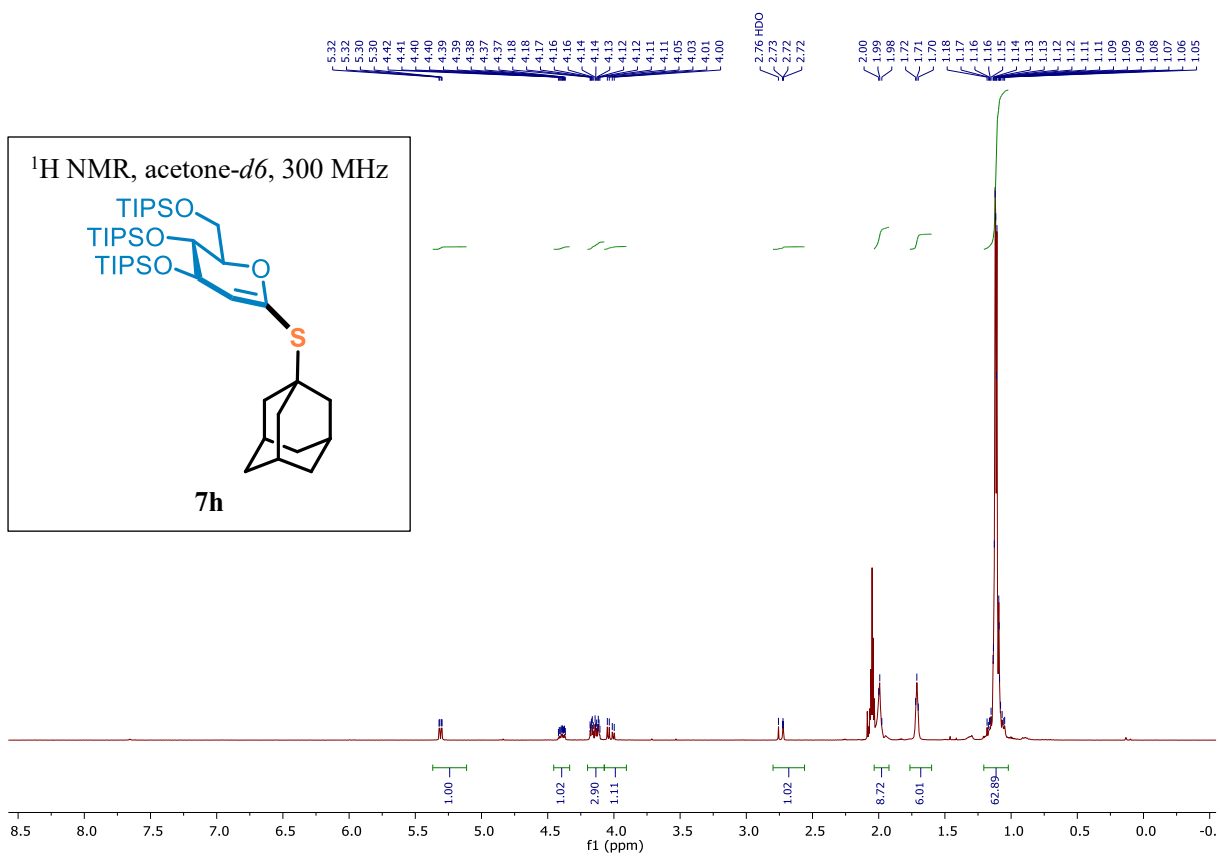 5.32 5.32 5.30 5.30 4.42 4.41 4.40 4.40 4.39 4.39 4.38 4.37 4.37 4.18 4.18 4.17 4.16 4.16 4.14 4.14 4.13 4.12 4.12 4.11 4.11 4.05 4.03 4.01 4.00 2.76 HDO 2.73 2.72 2.72 2.00 1.99 1.98 1.72 1.71 1.70 1.18 1.17 1.16 1.16 1.15 1.14 1.13 1.13 1.12 1.12 1.11 1.11 1.09 1.09 1.09 1.08 1.07 1.06 1.05
¹H NMR, acetone-d6, 300 MHz
TIPSO
TIPSO
TIPSO
O
S
7h
1.00 1.02 2.90 1.11 1.02 8.72 6.01 62.89
8.5 8.0 7.5 7.0 6.5 6.0 5.5 5.0 4.5 4.0 3.5 3.0 2.5 2.0 1.5 1.0 0.5 0.0
f1 (ppm)